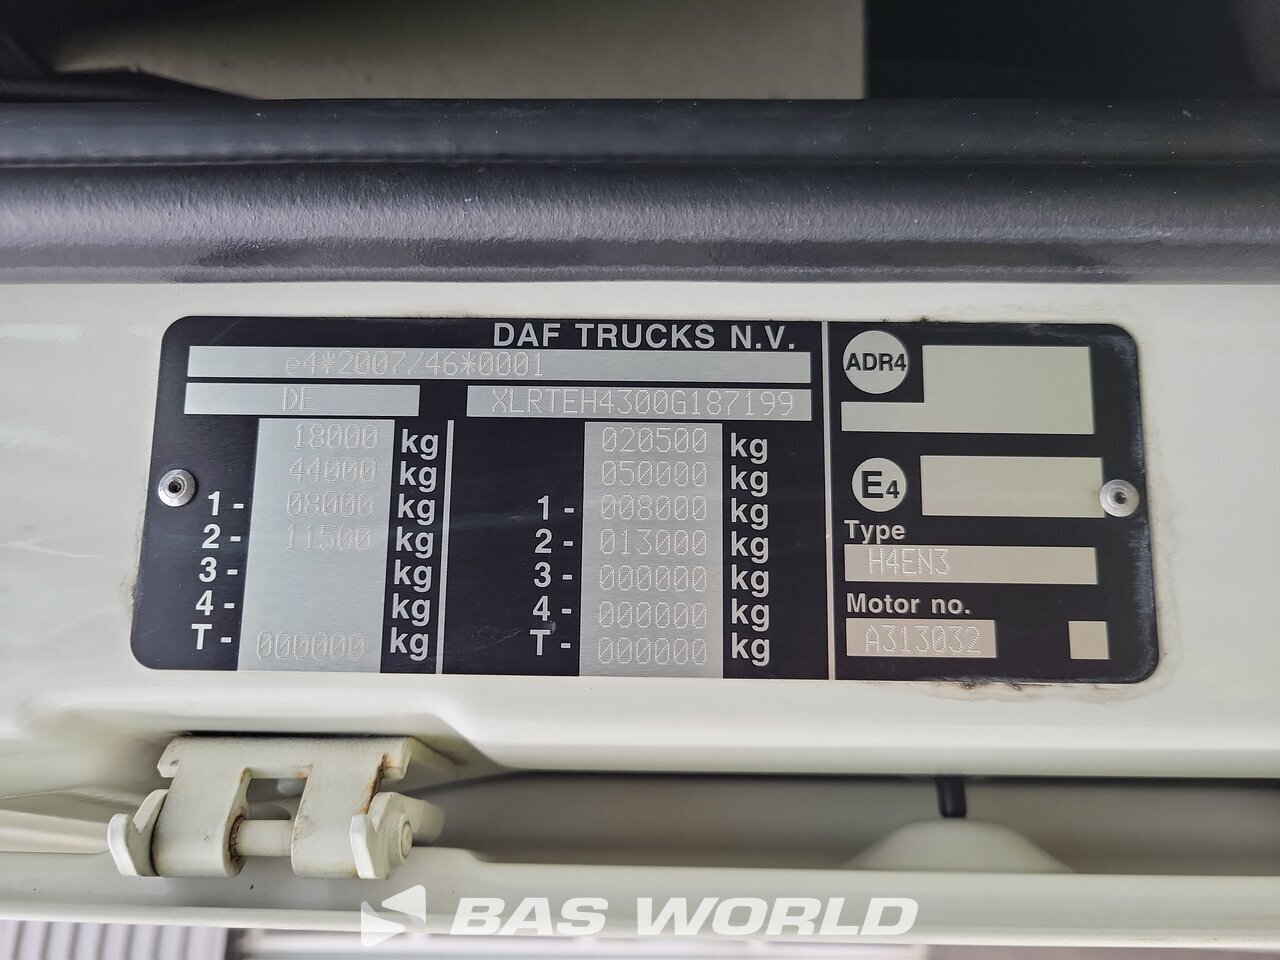 DAF TRUCKS N.V.
e4*2007/46*0001
DE XLRTEH4300G187199
18000 kg 020500 kg
44000 kg 050000 kg
1- 08000 kg 1- 008000 kg
2- 11500 kg 2- 013000 kg
3- kg 3- 000000 kg
4- kg 4- 000000 kg
T- 000000 kg T- 000000 kg
ADR4
E4
Type
H4EN3
Motor no.
A313032
BAS WORLD